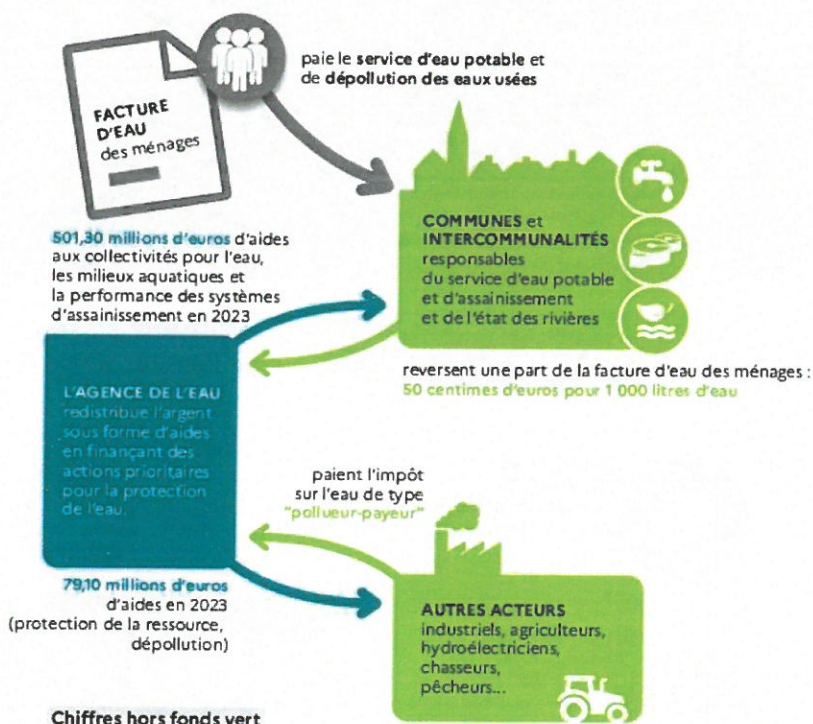 FACTURE
D'EAU
des ménages
paie le service d'eau potable et
de dépollution des eaux usées
501,30 millions d'euros d'aides
aux collectivités pour l'eau,
les milieux aquatiques et
la performance des systèmes
d'assainissement en 2023
COMMUNES et
INTERCOMMUNALITÉS
responsables
du service d'eau potable
et d'assainissement
et de l'état des rivières
reversent une part de la facture d'eau des ménages :
50 centimes d'euros pour 1 000 litres d'eau
L'AGENCE DE L'EAU
redistribue l'argent
sous forme d'aides
en finançant des
actions prioritaires
pour la protection
de l'eau.
paient l'impôt
sur l'eau de type
"pollueur-payeur"
79,10 millions d'euros
d'aides en 2023
(protection de la ressource,
dépollution)
AUTRES ACTEURS
industriels, agriculteurs,
hydroélectriciens,
chasseurs,
pêcheurs...
Chiffres hors fonds vert